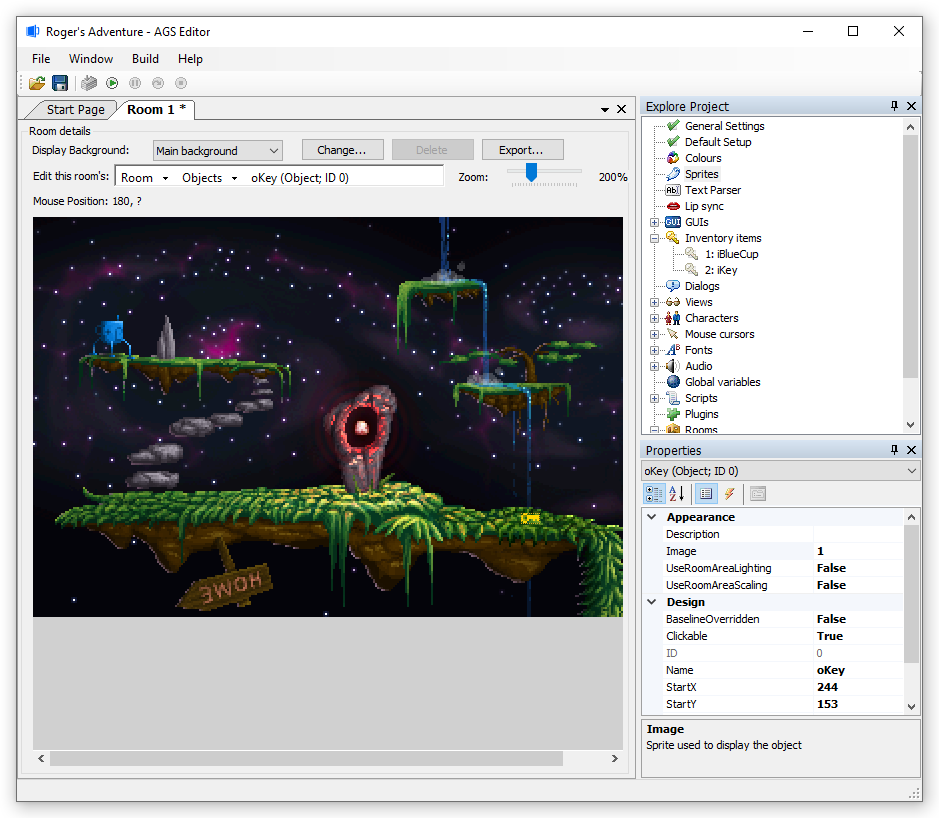 Roger's Adventure - AGS Editor
File Window Build Help
Start Page Room 1 *
Room details
Display Background: Main background Change... Delete Export...
Edit this room's: Room Objects oKey (Object; ID 0) Zoom: 200%
Mouse Position: 180, ?
HOME
Explore Project
General Settings
Default Setup
Colours
Sprites
Abl Text Parser
Lip sync
GUI GUIs
Inventory items
1: iBlueCup
2: iKey
Dialogs
Views
Characters
Mouse cursors
Fonts
Audio
Global variables
Scripts
Plugins
Rooms
Properties
oKey (Object; ID 0)
Appearance
Description
Image 1
UseRoomAreaLighting False
UseRoomAreaScaling False
Design
BaselineOverridden False
Clickable True
ID 0
Name oKey
StartX 244
StartY 153
Image
Sprite used to display the object